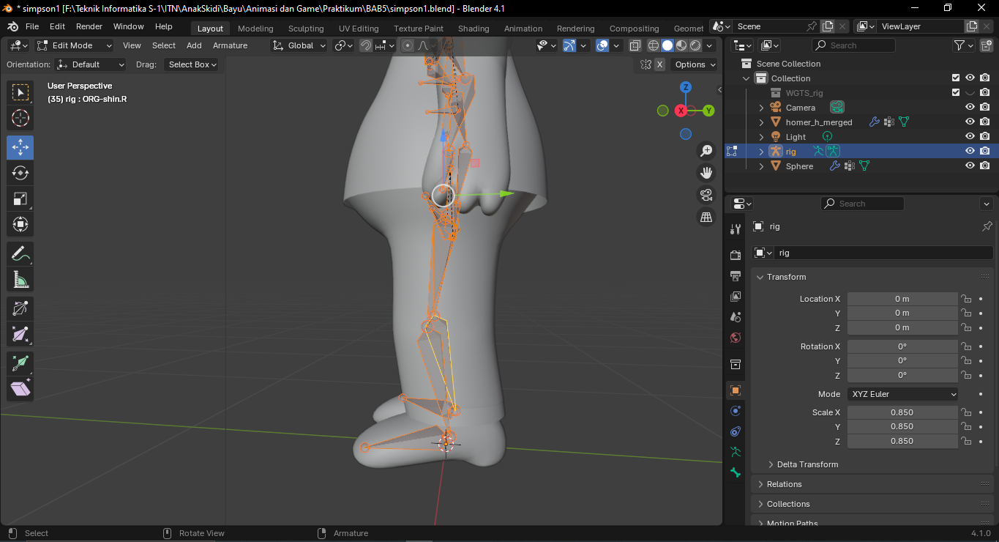 * simpson1 [F:\Teknik Informatika S-1\ITN\AnakSkidi\Bayu\Animasi dan Game\Praktikum\BAB5\simpson1.blend] - Blender 4.1
File Edit Render Window Help Layout Modeling Sculpting UV Editing Texture Paint Shading Animation Rendering Compositing Geomet Scene ViewLayer
Edit Mode View Select Add Armature Global
Orientation: Default Drag: Select Box X Options
User Perspective
(35) rig : ORG-shin.R
Z
X
Y
Search
Scene Collection
Collection
WGTS_rig
Camera
homer_h_merged
Light
rig
Sphere
Search
rig
rig
Transform
Location X 0 m
Y 0 m
Z 0 m
Rotation X 0°
Y 0°
Z 0°
Mode XYZ Euler
Scale X 0.850
Y 0.850
Z 0.850
Delta Transform
Relations
Collections
Motion Paths
Select Rotate View Armature 4.1.0